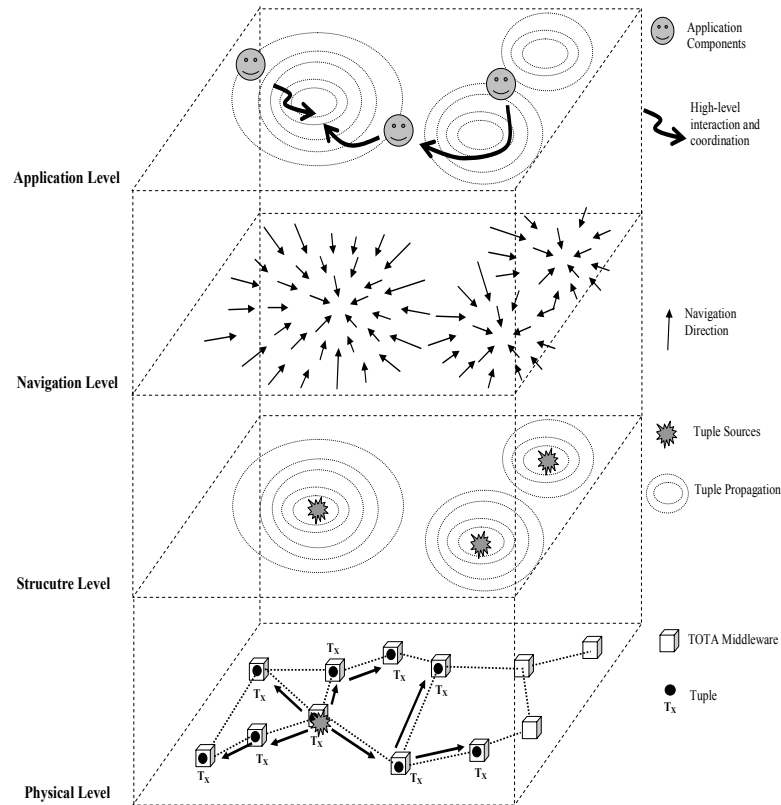 Application
Components
High-level
interaction and
coordination
Application Level
Navigation
Direction
Navigation Level
Tuple Sources
Tuple Propagation
Strucutre Level
TOTA Middleware
Tuple
Tx
Tx
Tx
Tx
Tx
Tx
Tx
Tx
Tx
Tx
Physical Level